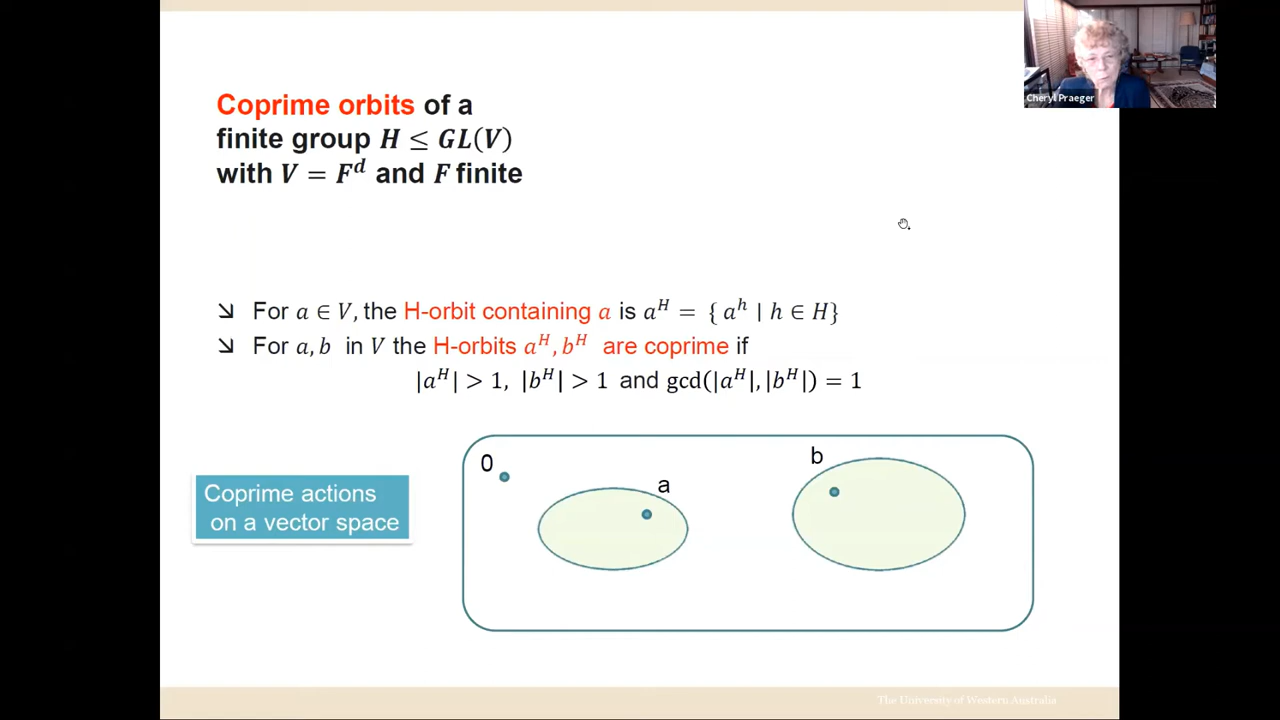 Cheryl Praeger
Coprime orbits of a
finite group H ≤ GL(V)
with V = F^d and F finite
↘ For a ∈ V, the H-orbit containing a is a^H = { a^h | h ∈ H}
↘ For a, b in V the H-orbits a^H, b^H are coprime if
|a^H| > 1, |b^H| > 1 and gcd(|a^H|, |b^H|) = 1
0
a
b
Coprime actions
on a vector space
The University of Western Australia